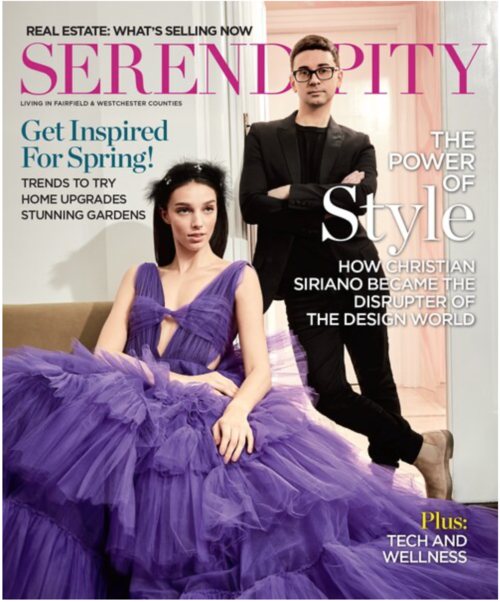 REAL ESTATE: WHAT'S SELLING NOW
SERENDIPITY
LIVING IN FAIRFIELD & WESTCHESTER COUNTIES
Get Inspired
For Spring!
TRENDS TO TRY
HOME UPGRADES
STUNNING GARDENS
THE
POWER
OF
Style
HOW CHRISTIAN
SIRIANO BECAME THE
DISRUPTER OF
THE DESIGN WORLD
Plus:
TECH AND
WELLNESS